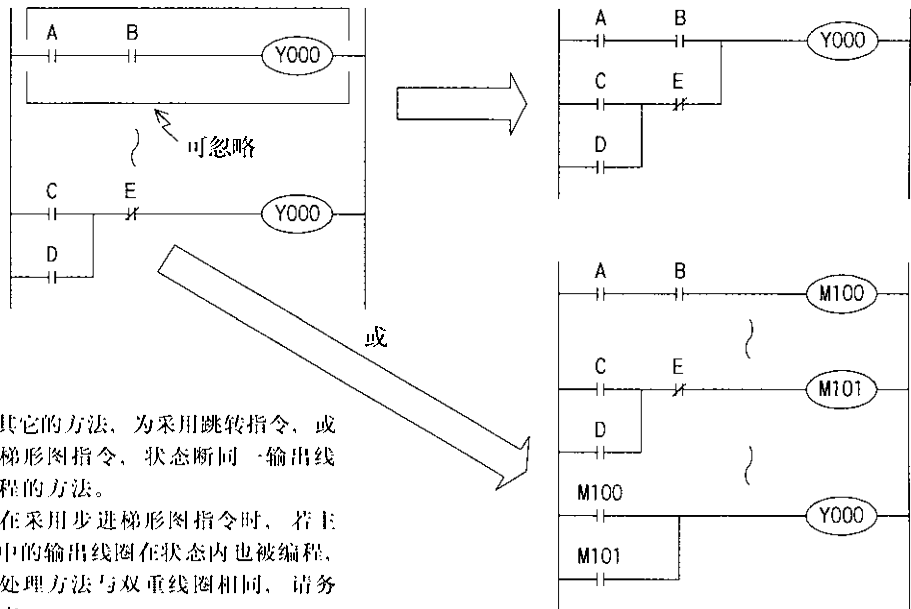 A B Y000
可忽略
C E Y000
D
A B Y000
C E
D
或
A B M100
C E M101
D
M100 Y000
M101
其它的方法，为采用跳转指令，或
梯形图指令，状态断同一输出线
程的方法。
在采用步进梯形图指令时，若主
中的输出线圈在状态内也被编程，
处理方法与双重线圈相同，请务